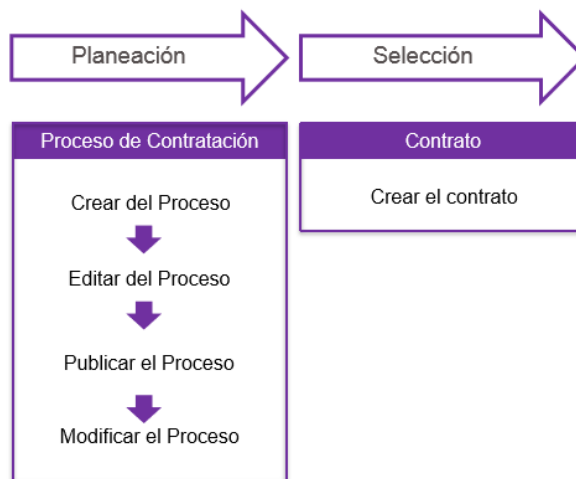 Planeación
Selección
Proceso de Contratación
Crear del Proceso
Editar del Proceso
Publicar el Proceso
Modificar el Proceso
Contrato
Crear el contrato